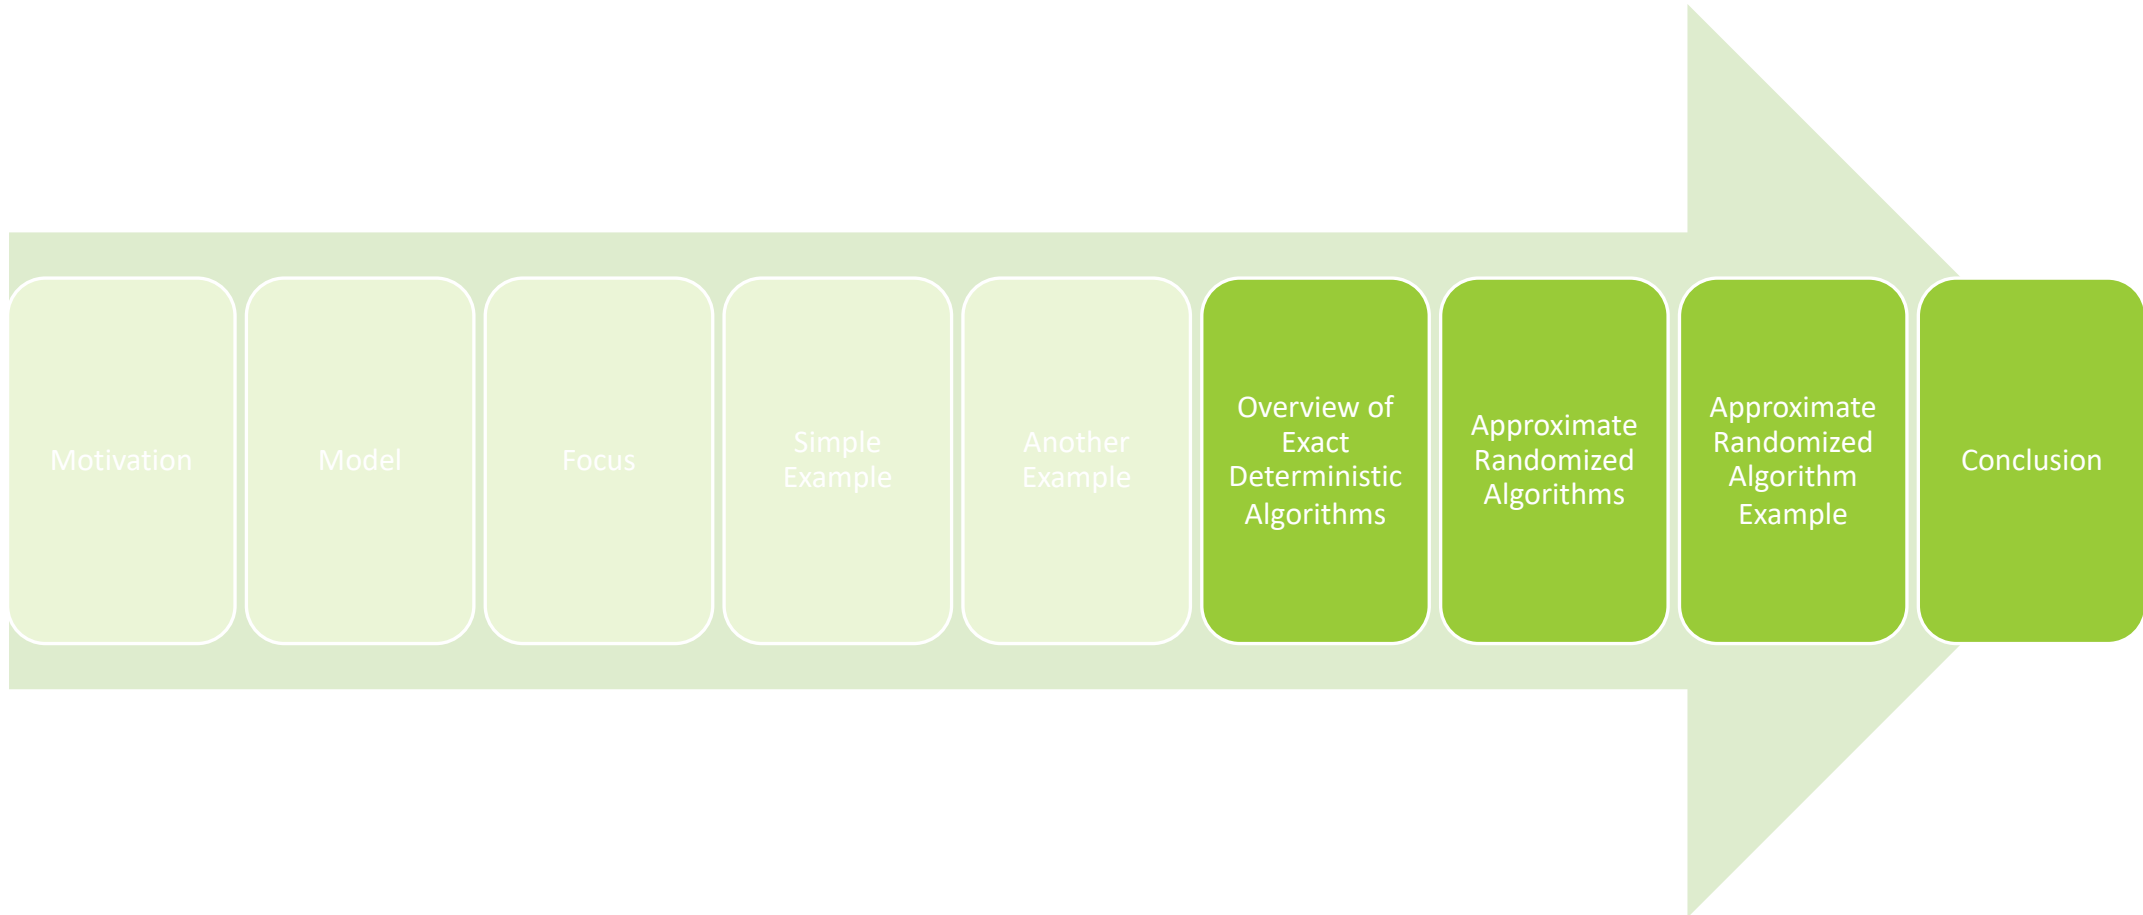 Motivation
Model
Focus
Simple
Example
Another
Example
Overview of
Exact
Deterministic
Algorithms
Approximate
Randomized
Algorithms
Approximate
Randomized
Algorithm
Example
Conclusion